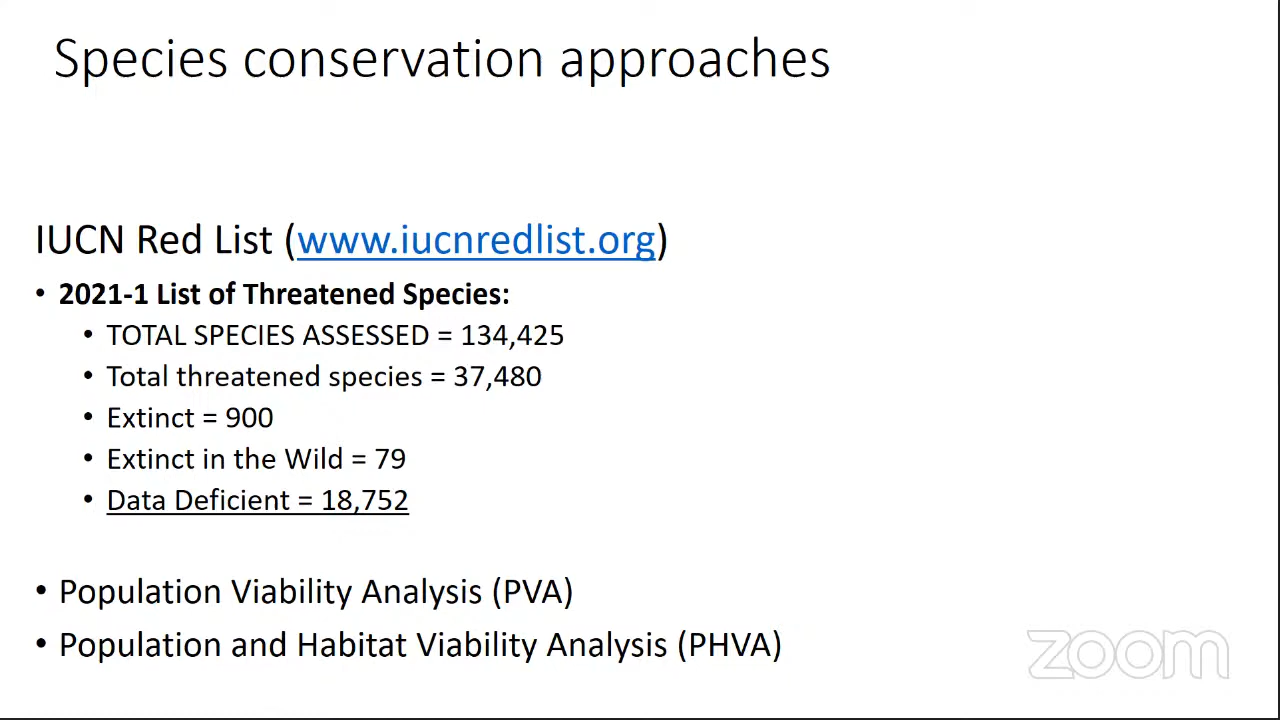 Species conservation approaches
IUCN Red List (www.iucnredlist.org)
• 2021-1 List of Threatened Species:
• TOTAL SPECIES ASSESSED = 134,425
• Total threatened species = 37,480
• Extinct = 900
• Extinct in the Wild = 79
• Data Deficient = 18,752
• Population Viability Analysis (PVA)
• Population and Habitat Viability Analysis (PHVA)
zoom